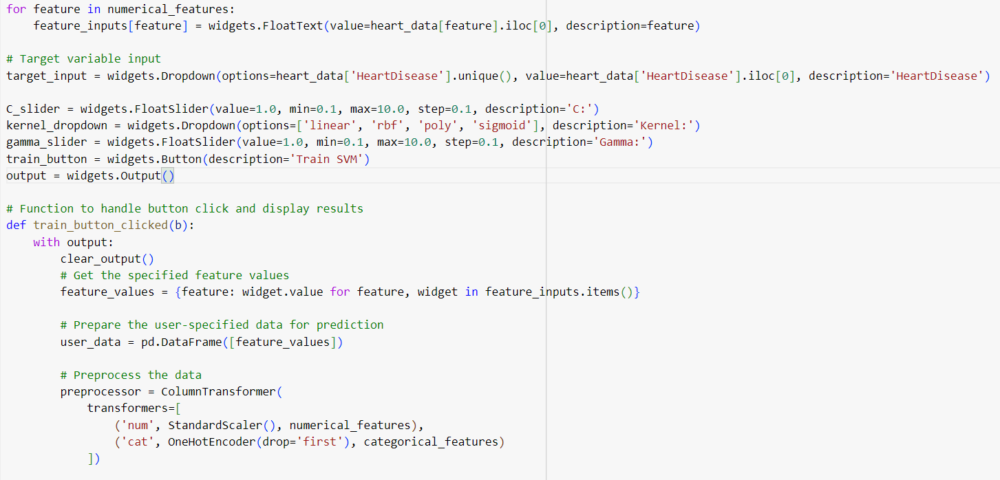 for feature in numerical_features:
    feature_inputs[feature] = widgets.FloatText(value=heart_data[feature].iloc[0], description=feature)

# Target variable input
target_input = widgets.Dropdown(options=heart_data['HeartDisease'].unique(), value=heart_data['HeartDisease'].iloc[0], description='HeartDisease')

C_slider = widgets.FloatSlider(value=1.0, min=0.1, max=10.0, step=0.1, description='C:')
kernel_dropdown = widgets.Dropdown(options=['linear', 'rbf', 'poly', 'sigmoid'], description='Kernel:')
gamma_slider = widgets.FloatSlider(value=1.0, min=0.1, max=10.0, step=0.1, description='Gamma:')
train_button = widgets.Button(description='Train SVM')
output = widgets.Output()

# Function to handle button click and display results
def train_button_clicked(b):
    with output:
        clear_output()
        # Get the specified feature values
        feature_values = {feature: widget.value for feature, widget in feature_inputs.items()}

        # Prepare the user-specified data for prediction
        user_data = pd.DataFrame([feature_values])

        # Preprocess the data
        preprocessor = ColumnTransformer(
            transformers=[
                ('num', StandardScaler(), numerical_features),
                ('cat', OneHotEncoder(drop='first'), categorical_features)
            ])